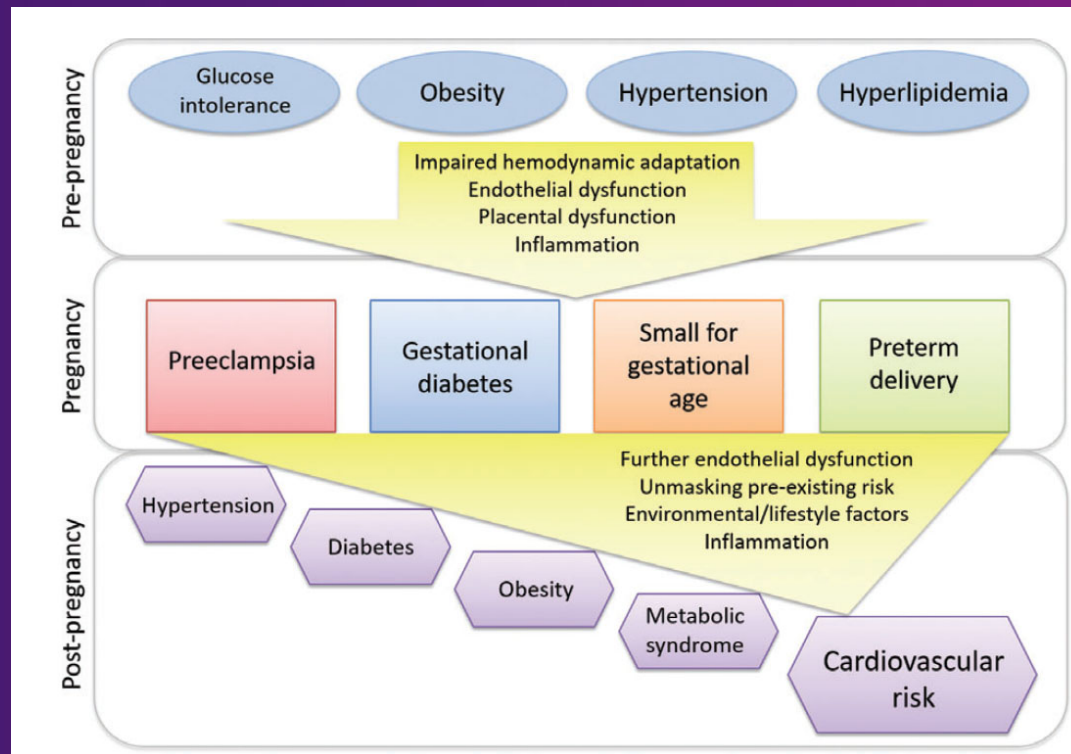 Pre-pregnancy
Glucose
intolerance
Obesity
Hypertension
Hyperlipidemia
Impaired hemodynamic adaptation
Endothelial dysfunction
Placental dysfunction
Inflammation
Pregnancy
Preeclampsia
Gestational
diabetes
Small for
gestational
age
Preterm
delivery
Post-pregnancy
Further endothelial dysfunction
Unmasking pre-existing risk
Environmental/lifestyle factors
Inflammation
Hypertension
Diabetes
Obesity
Metabolic
syndrome
Cardiovascular
risk